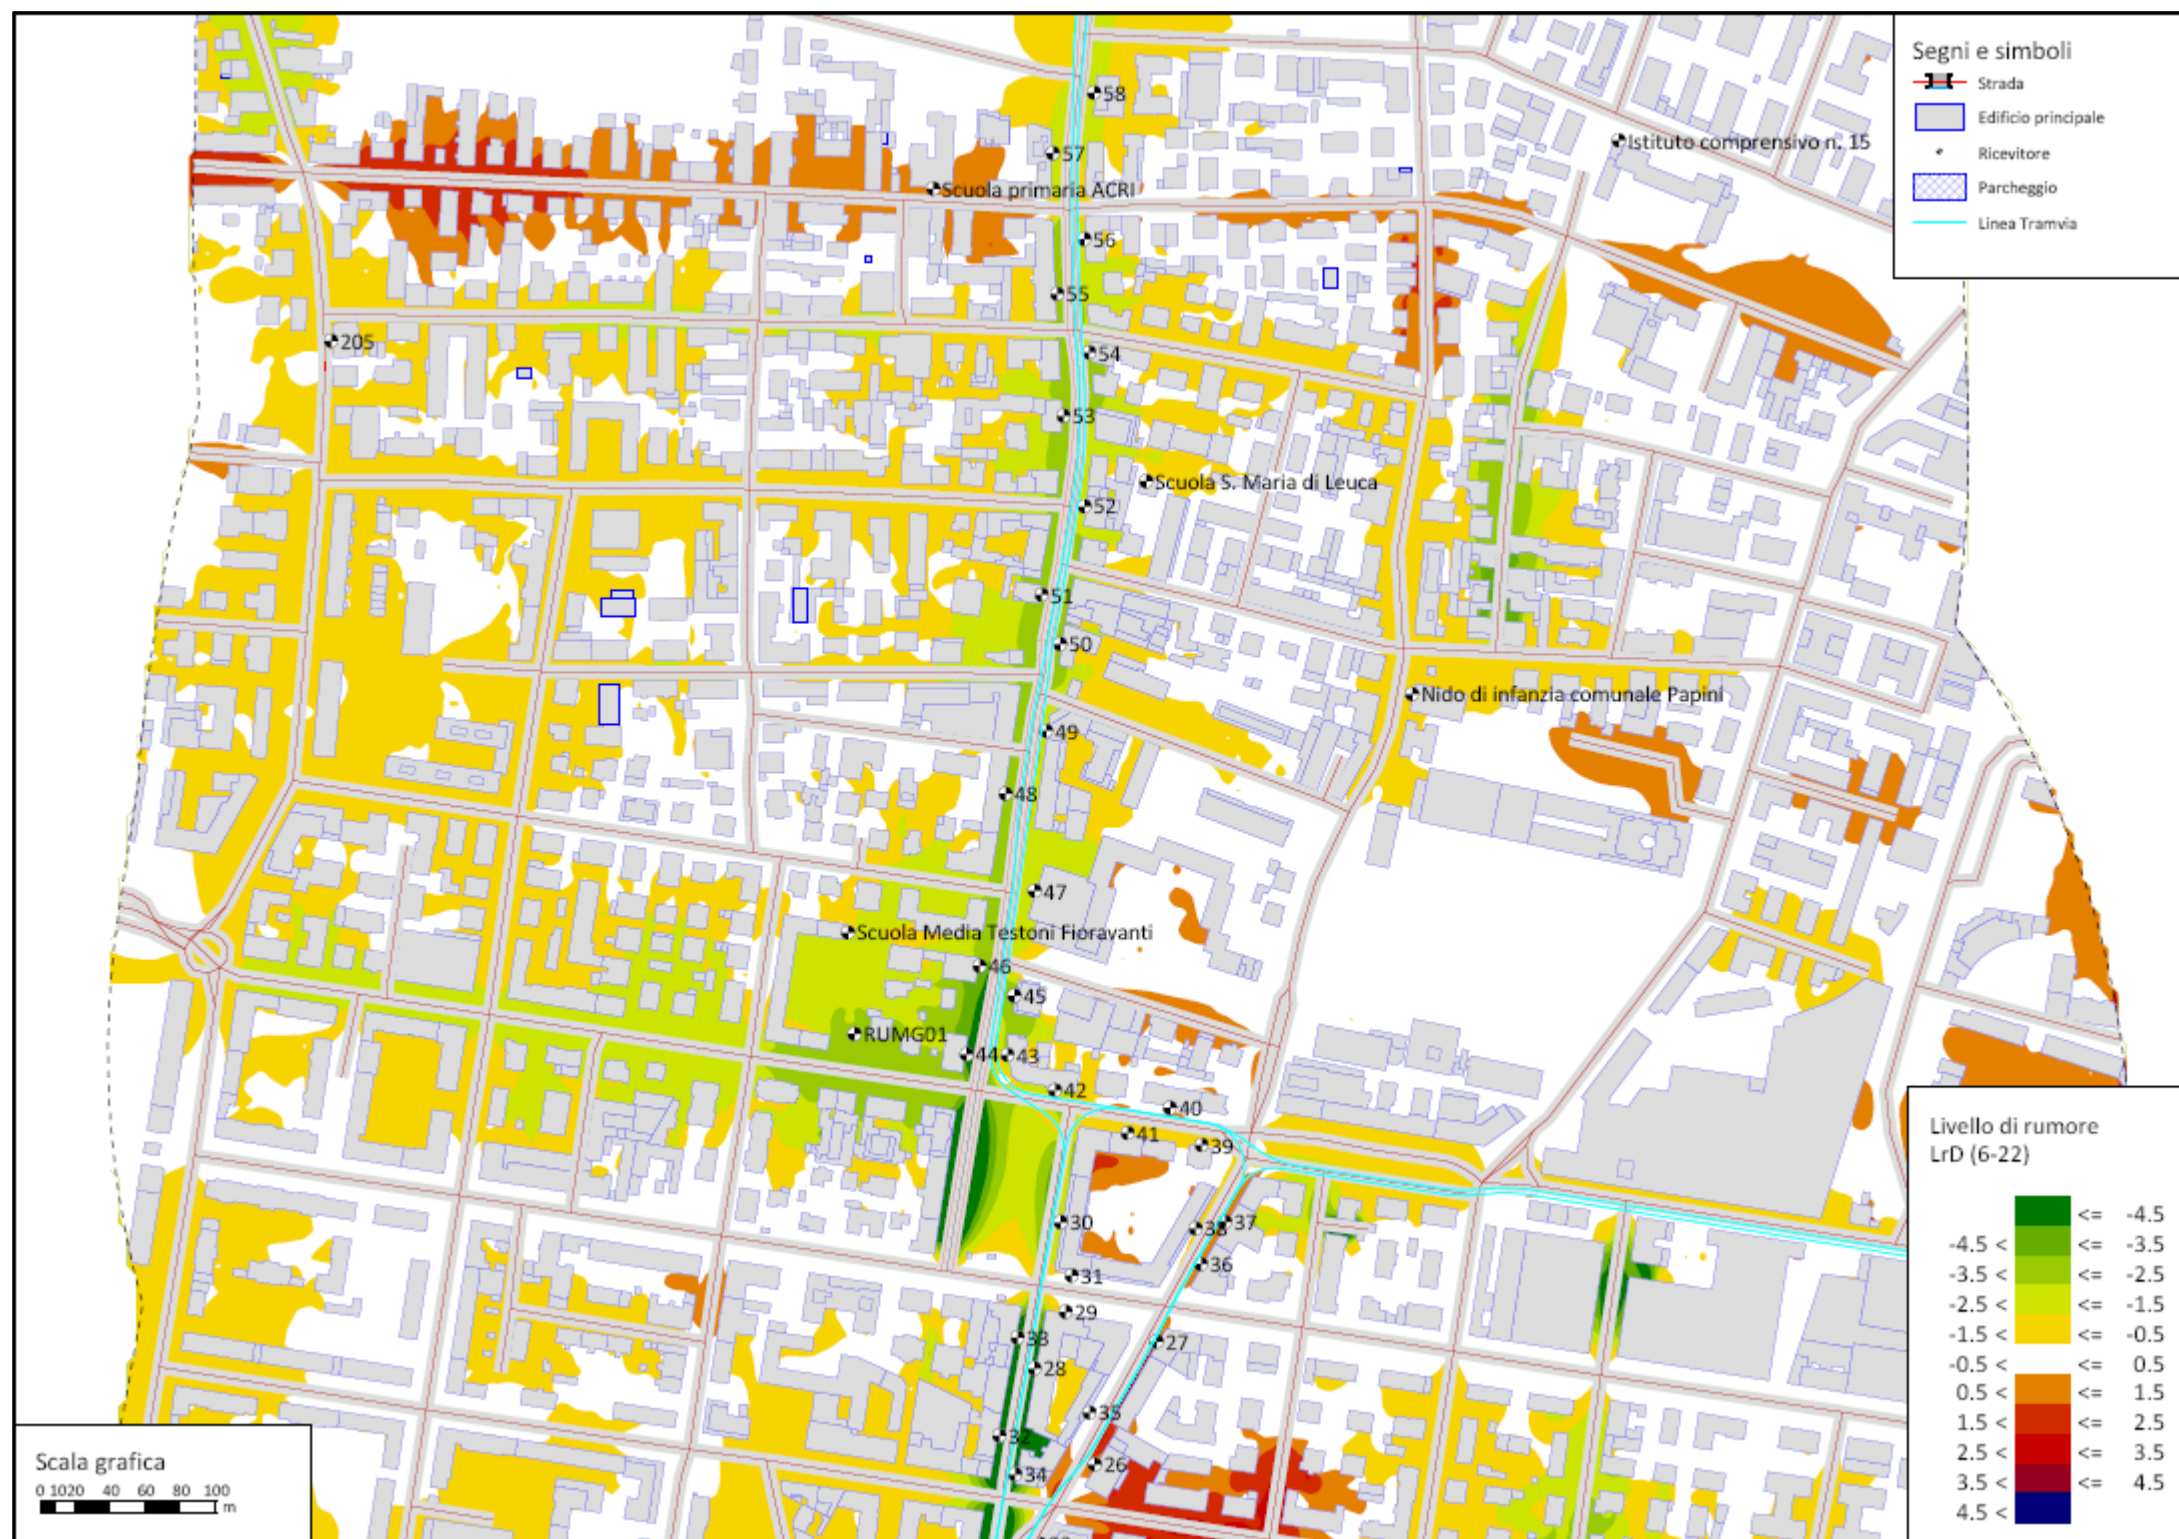 Segni e simboli
Strada
Edificio principale
Ricevitore
Parcheggio
Linea Tramvia
58
Istituto comprensivo n. 15
57
Scuola primaria ACRI
56
55
205
54
53
Scuola S. Maria di Leuca
52
51
50
Nido di infanzia comunale Papini
49
48
47
Scuola Media Testoni Fioravanti
46
45
RUMG01
44
43
42
40
41
39
30
38
37
36
31
29
33
27
28
35
32
26
34
Livello di rumore
LrD (6-22)
<= -4.5
-4.5 < <= -3.5
-3.5 < <= -2.5
-2.5 < <= -1.5
-1.5 < <= -0.5
-0.5 < <= 0.5
0.5 < <= 1.5
1.5 < <= 2.5
2.5 < <= 3.5
3.5 < <= 4.5
4.5 <
Scala grafica
0 10 20 40 60 80 100
m